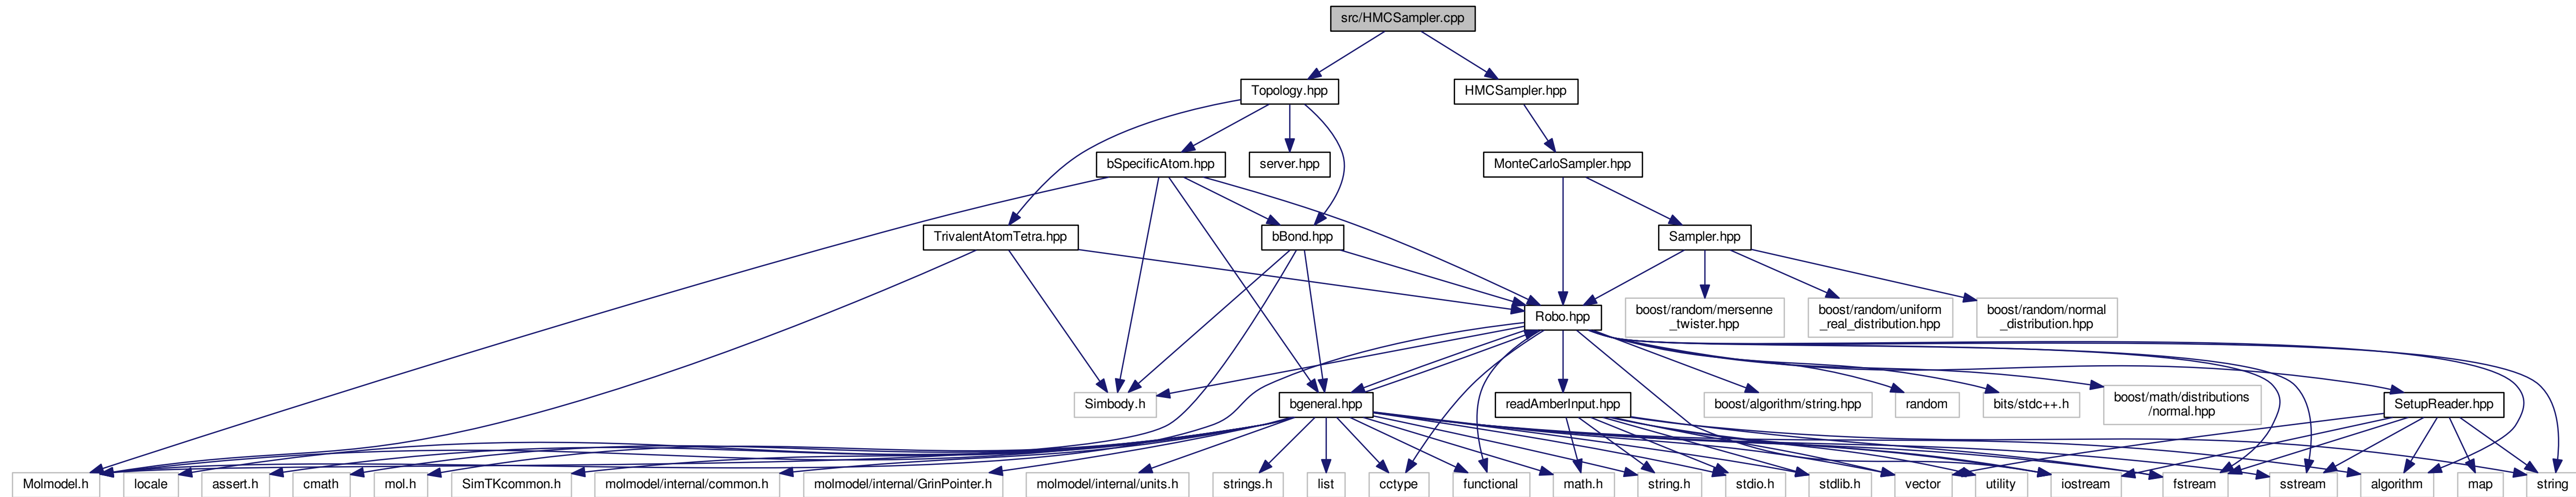 src/HMCSampler.cpp
Topology.hpp
HMCSampler.hpp
bSpecificAtom.hpp
server.hpp
MonteCarloSampler.hpp
TrivalentAtomTetra.hpp
bBond.hpp
Sampler.hpp
Robo.hpp
boost/random/mersenne
_twister.hpp
boost/random/uniform
_real_distribution.hpp
boost/random/normal
_distribution.hpp
Simbody.h
bgeneral.hpp
readAmberInput.hpp
boost/algorithm/string.hpp
random
bits/stdc++.h
boost/math/distributions
/normal.hpp
SetupReader.hpp
Molmodel.h
locale
assert.h
cmath
mol.h
SimTKcommon.h
molmodel/internal/common.h
molmodel/internal/GrinPointer.h
molmodel/internal/units.h
strings.h
list
cctype
functional
math.h
string.h
stdio.h
stdlib.h
vector
utility
iostream
fstream
sstream
algorithm
map
string